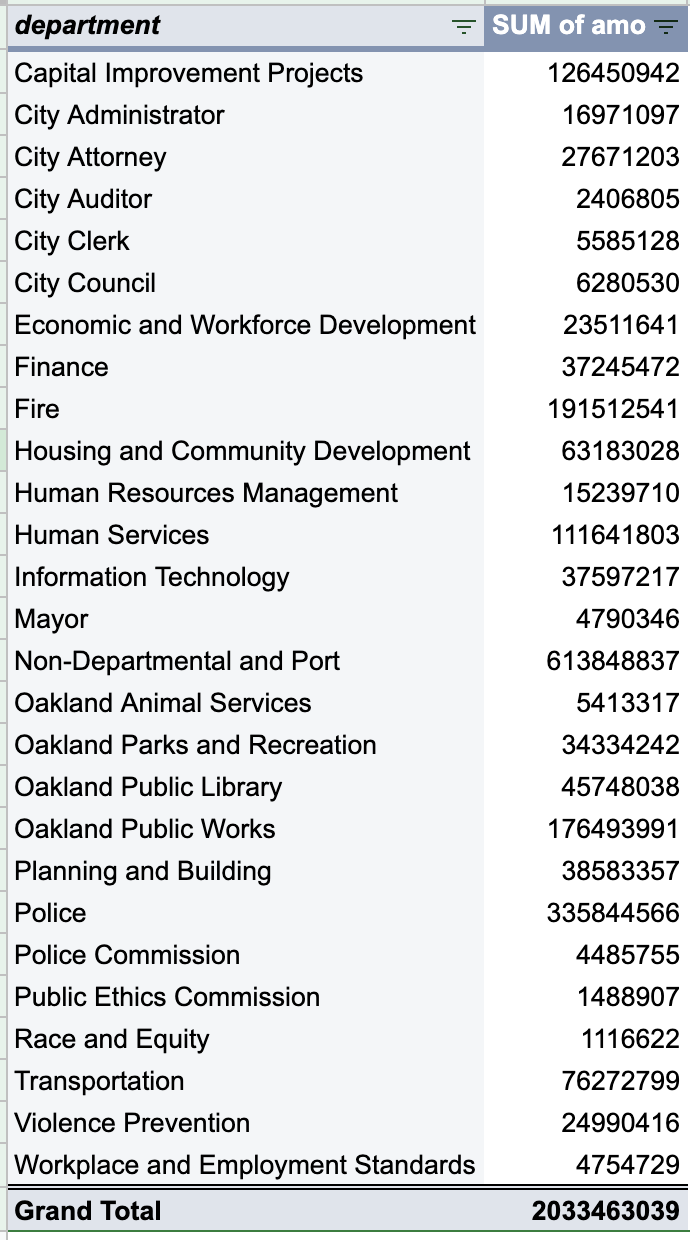 department SUM of amo
Capital Improvement Projects 126450942
City Administrator 16971097
City Attorney 27671203
City Auditor 2406805
City Clerk 5585128
City Council 6280530
Economic and Workforce Development 23511641
Finance 37245472
Fire 191512541
Housing and Community Development 63183028
Human Resources Management 15239710
Human Services 111641803
Information Technology 37597217
Mayor 4790346
Non-Departmental and Port 613848837
Oakland Animal Services 5413317
Oakland Parks and Recreation 34334242
Oakland Public Library 45748038
Oakland Public Works 176493991
Planning and Building 38583357
Police 335844566
Police Commission 4485755
Public Ethics Commission 1488907
Race and Equity 1116622
Transportation 76272799
Violence Prevention 24990416
Workplace and Employment Standards 4754729
Grand Total 2033463039